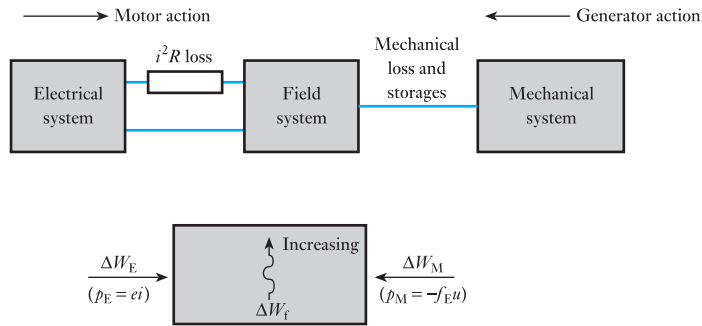 Motor action
Generator action
i²R loss
Mechanical
loss and
storages
Electrical
system
Field
system
Mechanical
system
Increasing
ΔW_E
(p_E = ei)
ΔW_f
ΔW_M
(p_M = −f_E u)